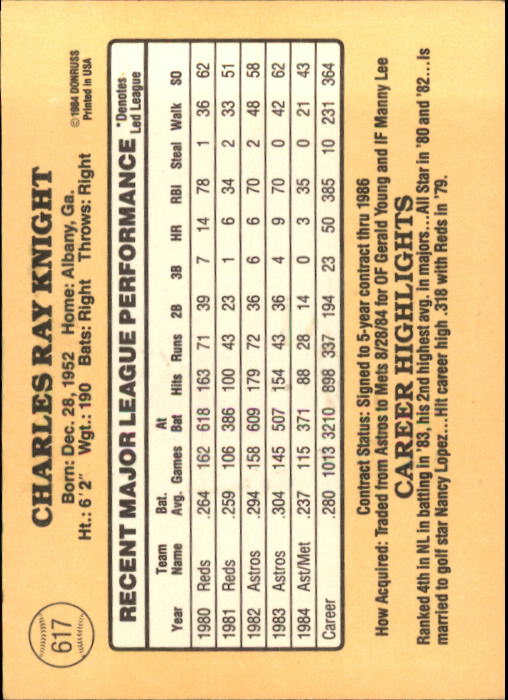 617
CHARLES RAY KNIGHT
©1984 DONRUSS
Printed in USA
Born: Dec. 28, 1952 Home: Albany, Ga.
Ht.: 6'2" Wgt.: 190 Bats: Right Throws: Right
RECENT MAJOR LEAGUE PERFORMANCE *Denotes Led League
Year Team Name Bat. Avg. Games At Bat Hits Runs 2B 3B HR RBI Steal Walk SO
1980 Reds .264 162 618 163 71 39 7 14 78 1 36 62
1981 Reds .259 106 386 100 43 23 1 6 34 2 33 51
1982 Astros .294 158 609 179 72 36 6 6 70 2 48 58
1983 Astros .304 145 507 154 43 36 4 9 70 0 42 62
1984 Ast/Met .237 115 371 88 28 14 0 3 35 0 21 43
Career .280 1013 3210 898 337 194 23 50 385 10 231 364
Contract Status: Signed to 5-year contract thru 1986
How Acquired: Traded from Astros to Mets 8/28/84 for OF Gerald Young and IF Manny Lee
CAREER HIGHLIGHTS
Ranked 4th in NL in batting in '83, his 2nd highest avg. in majors...All Star in '80 and '82...Is
married to golf star Nancy Lopez...Hit career high .318 with Reds in '79.